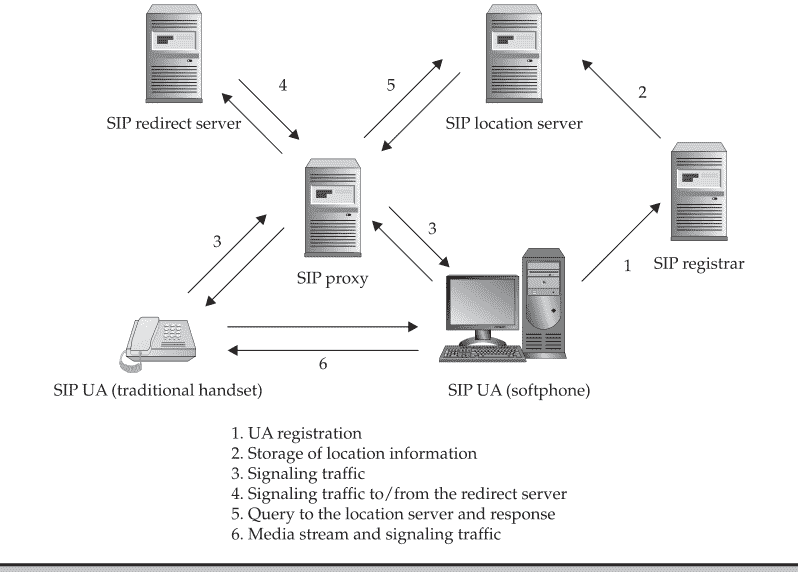 4
5
2
SIP redirect server
SIP location server
3
3
SIP proxy
1
SIP registrar
6
SIP UA (traditional handset)
SIP UA (softphone)
1. UA registration
2. Storage of location information
3. Signaling traffic
4. Signaling traffic to/from the redirect server
5. Query to the location server and response
6. Media stream and signaling traffic